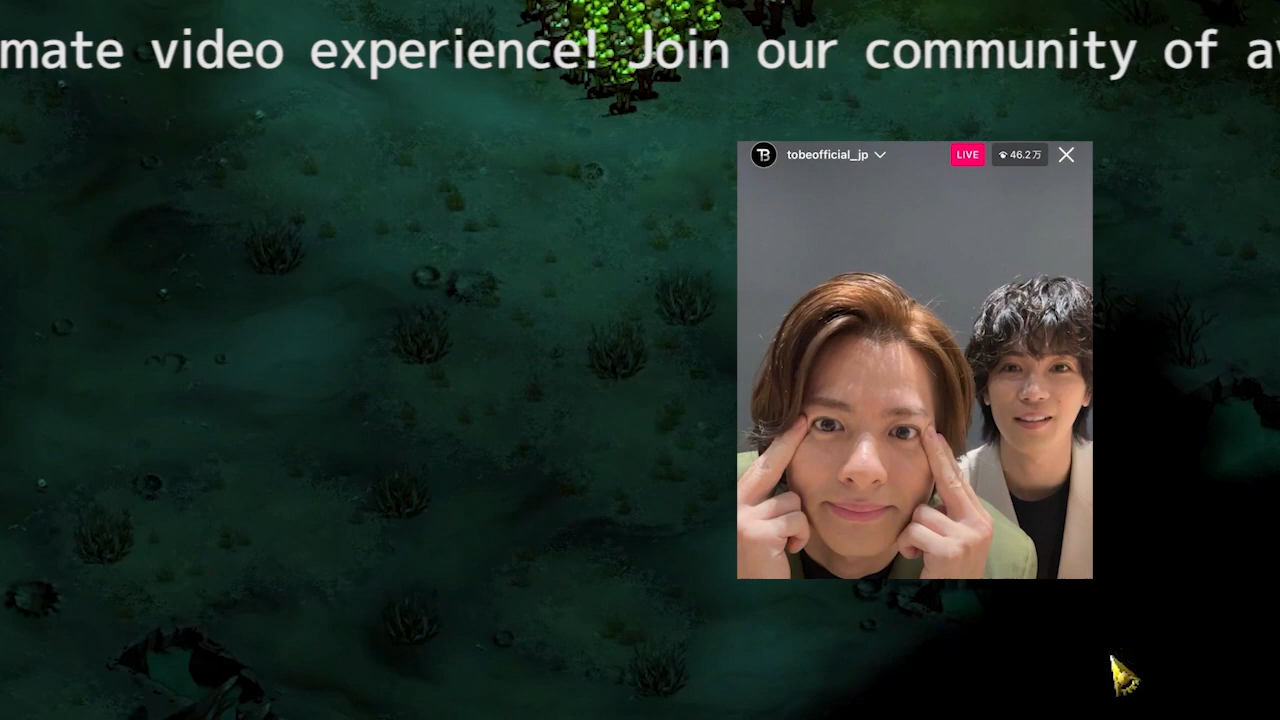 mate video experience! Join our community of av
tobeofficial_jp LIVE 46.2万